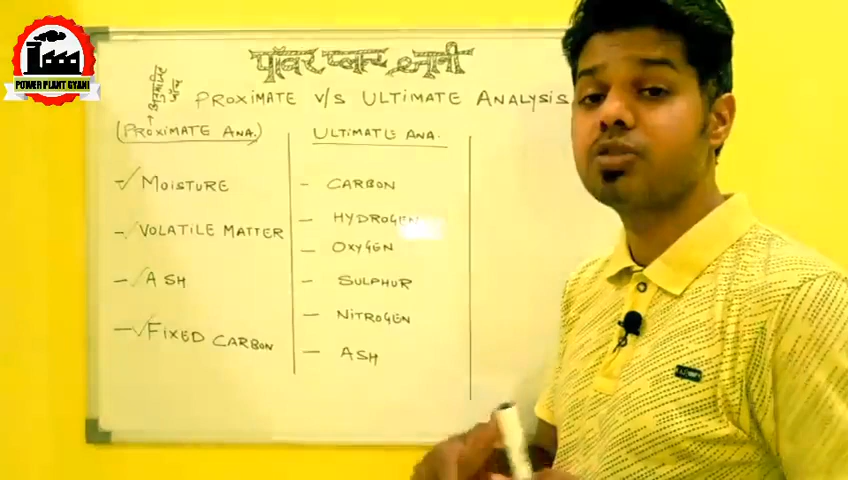 POWER PLANT GYANI
पॉवर प्लान्ट ज्ञानी
PROXIMATE V/S ULTIMATE ANALYSIS
(PROXIMATE ANA.)
MOISTURE
VOLATILE MATTER
ASH
FIXED CARBON
ULTIMATE ANA.
- CARBON
- HYDROGEN
- OXYGEN
- SULPHUR
- NITROGEN
- ASH